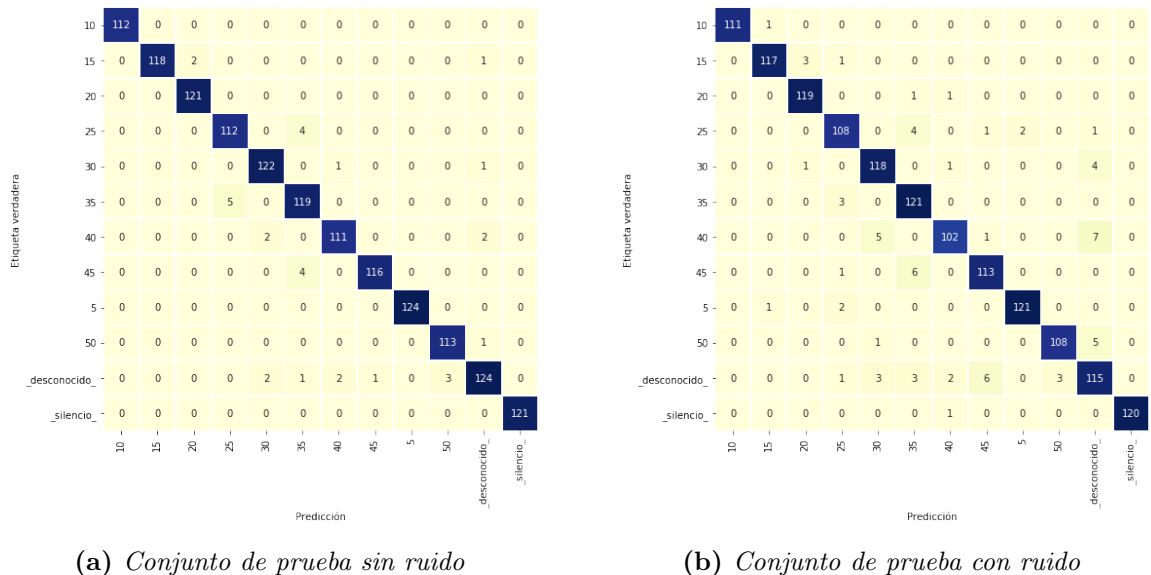 10 112 0 0 0 0 0 0 0 0 0 0 0
15 0 118 2 0 0 0 0 0 0 0 1 0
20 0 0 121 0 0 0 0 0 0 0 0 0
25 0 0 0 112 0 4 0 0 0 0 0 0
30 0 0 0 0 122 0 1 0 0 0 1 0
35 0 0 0 5 0 119 0 0 0 0 0 0
40 0 0 0 0 2 0 111 0 0 0 2 0
45 0 0 0 0 0 4 0 116 0 0 0 0
5 0 0 0 0 0 0 0 0 124 0 0 0
50 0 0 0 0 0 0 0 0 0 113 1 0
_desconocido_ 0 0 0 0 2 1 2 1 0 3 124 0
_silencio_ 0 0 0 0 0 0 0 0 0 0 0 121
10 15 20 25 30 35 40 45 5 50 _desconocido_ _silencio_
Etiqueta verdadera
Predicción
(a) Conjunto de prueba sin ruido
10 111 1 0 0 0 0 0 0 0 0 0 0
15 0 117 3 1 0 0 0 0 0 0 0 0
20 0 0 119 0 0 1 1 0 0 0 0 0
25 0 0 0 108 0 4 0 1 2 0 1 0
30 0 0 1 0 118 0 1 0 0 0 4 0
35 0 0 0 3 0 121 0 0 0 0 0 0
40 0 0 0 0 5 0 102 1 0 0 7 0
45 0 0 0 1 0 6 0 113 0 0 0 0
5 0 1 0 2 0 0 0 0 121 0 0 0
50 0 0 0 0 1 0 0 0 0 108 5 0
_desconocido_ 0 0 0 1 3 3 2 6 0 3 115 0
_silencio_ 0 0 0 0 0 0 1 0 0 0 0 120
10 15 20 25 30 35 40 45 5 50 _desconocido_ _silencio_
Etiqueta verdadera
Predicción
(b) Conjunto de prueba con ruido